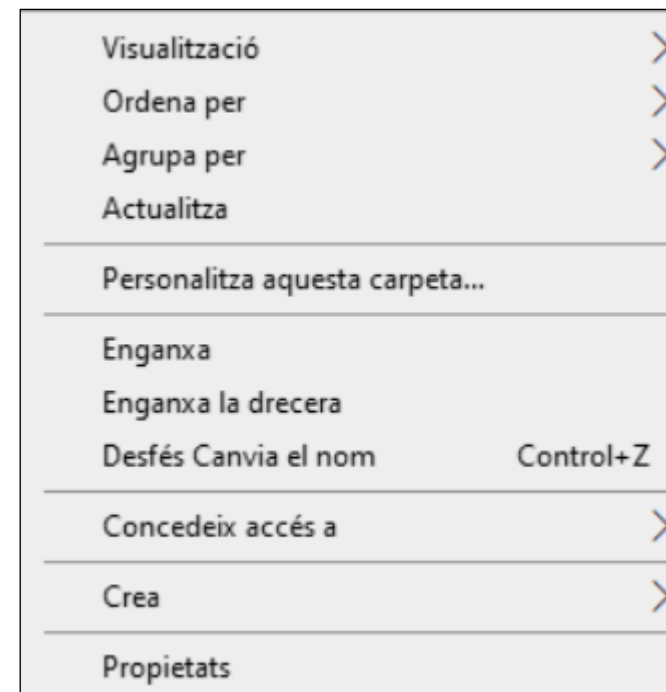 Visualització
Ordena per
Agrupa per
Actualitza
Personalitza aquesta carpeta...
Enganxa
Enganxa la drecera
Desfés Canvia el nom Control+Z
Concedeix accés a
Crea
Propietats